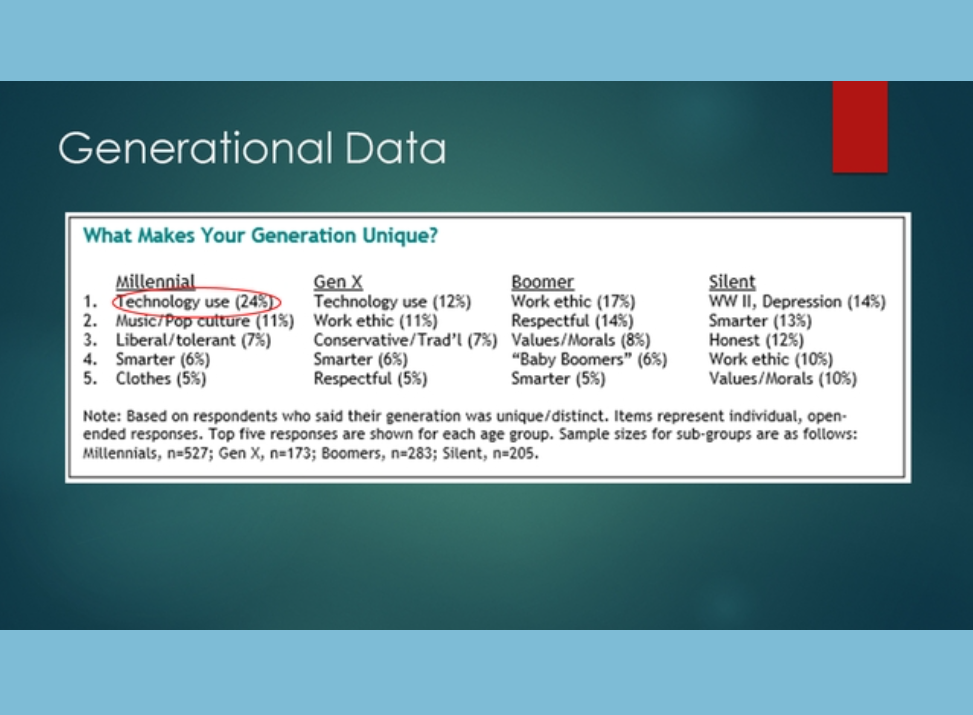 Generational Data
What Makes Your Generation Unique?
Millennial Gen X Boomer Silent
1. Technology use (24%) Technology use (12%) Work ethic (17%) WW II, Depression (14%)
2. Music/Pop culture (11%) Work ethic (11%) Respectful (14%) Smarter (13%)
3. Liberal/tolerant (7%) Conservative/Trad'l (7%) Values/Morals (8%) Honest (12%)
4. Smarter (6%) Smarter (6%) “Baby Boomers” (6%) Work ethic (10%)
5. Clothes (5%) Respectful (5%) Smarter (5%) Values/Morals (10%)
Note: Based on respondents who said their generation was unique/distinct. Items represent individual, open-
ended responses. Top five responses are shown for each age group. Sample sizes for sub-groups are as follows:
Millennials, n=527; Gen X, n=173; Boomers, n=283; Silent, n=205.